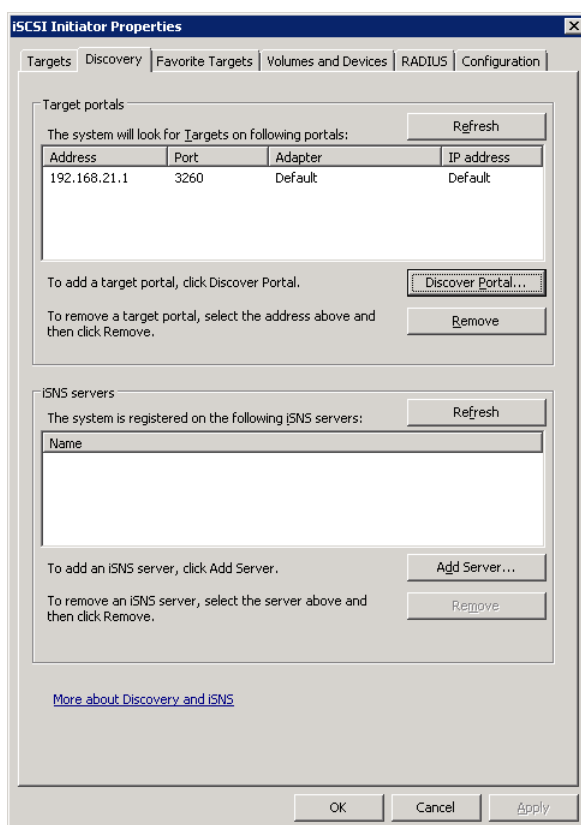 iSCSI Initiator Properties
Targets Discovery Favorite Targets Volumes and Devices RADIUS Configuration
Target portals
Refresh
The system will look for Targets on following portals:
Address Port Adapter IP address
192.168.21.1 3260 Default Default
To add a target portal, click Discover Portal.
Discover Portal...
To remove a target portal, select the address above and
then click Remove.
Remove
iSNS servers
Refresh
The system is registered on the following iSNS servers:
Name
To add an iSNS server, click Add Server.
Add Server...
To remove an iSNS server, select the server above and
then click Remove.
Remove
More about Discovery and iSNS
OK Cancel Apply